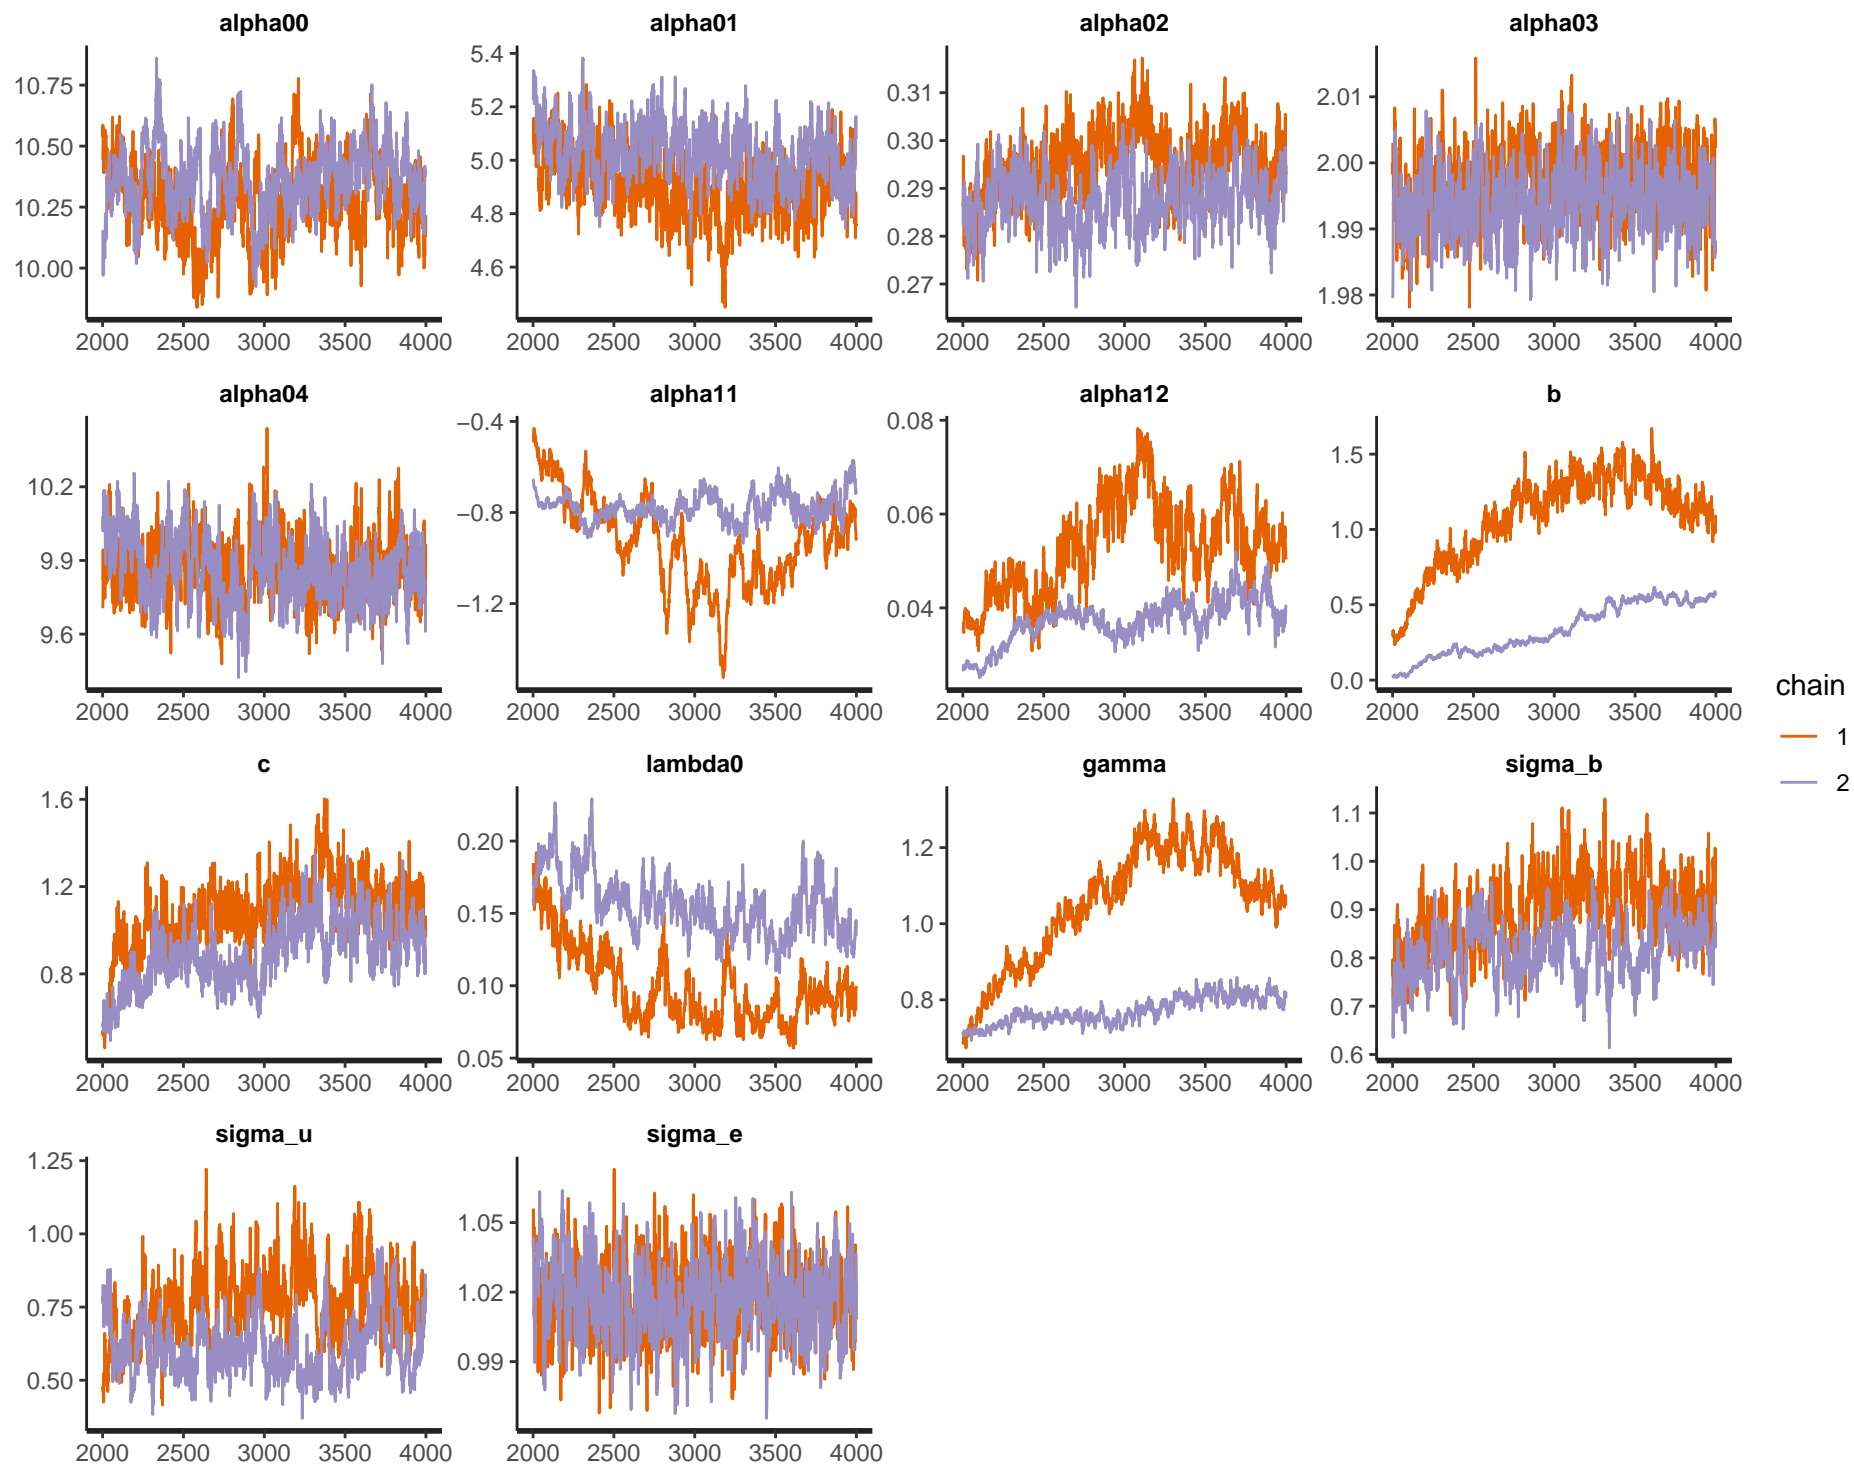 alpha00 alpha01 alpha02 alpha03
10.75
10.50
10.25
10.00
2000 2500 3000 3500 4000
5.4
5.2
5.0
4.8
4.6
2000 2500 3000 3500 4000
0.31
0.30
0.29
0.28
0.27
2000 2500 3000 3500 4000
2.01
2.00
1.99
1.98
2000 2500 3000 3500 4000
alpha04 alpha11 alpha12 b
10.2
9.9
9.6
2000 2500 3000 3500 4000
−0.4
−0.8
−1.2
2000 2500 3000 3500 4000
0.08
0.06
0.04
2000 2500 3000 3500 4000
1.5
1.0
0.5
0.0
2000 2500 3000 3500 4000
chain
1
2
c lambda0 gamma sigma_b
1.6
1.2
0.8
2000 2500 3000 3500 4000
0.20
0.15
0.10
0.05
2000 2500 3000 3500 4000
1.2
1.0
0.8
2000 2500 3000 3500 4000
1.1
1.0
0.9
0.8
0.7
0.6
2000 2500 3000 3500 4000
sigma_u sigma_e
1.25
1.00
0.75
0.50
2000 2500 3000 3500 4000
1.05
1.02
0.99
2000 2500 3000 3500 4000